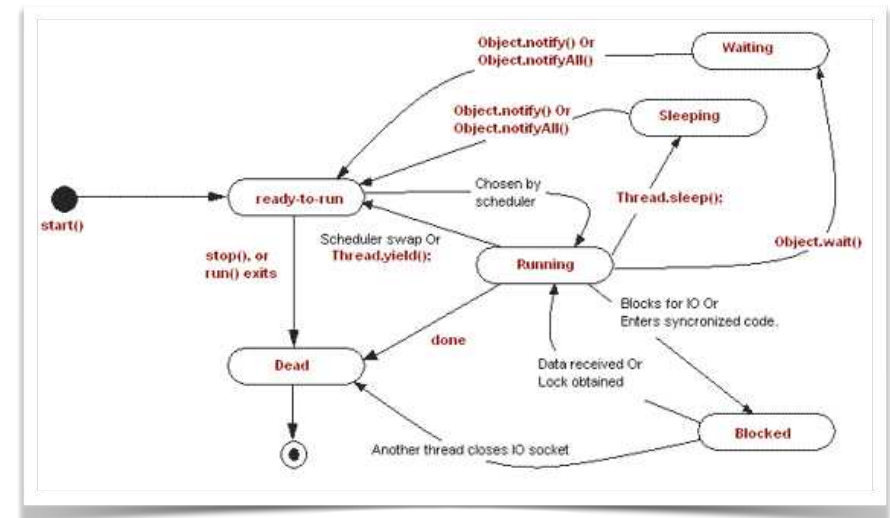 Object.notify() Or
Object.notifyAll()
Waiting
Object.notify() Or
Object.notifyAll()
Sleeping
start()
ready-to-run
Chosen by
scheduler
Thread.sleep();
Scheduler swap Or
Thread.yield();
stop(), or
run() exits
Running
Object.wait()
Blocks for IO Or
Enters syncronized code.
done
Dead
Data received Or
Lock obtained
Another thread closes IO socket
Blocked